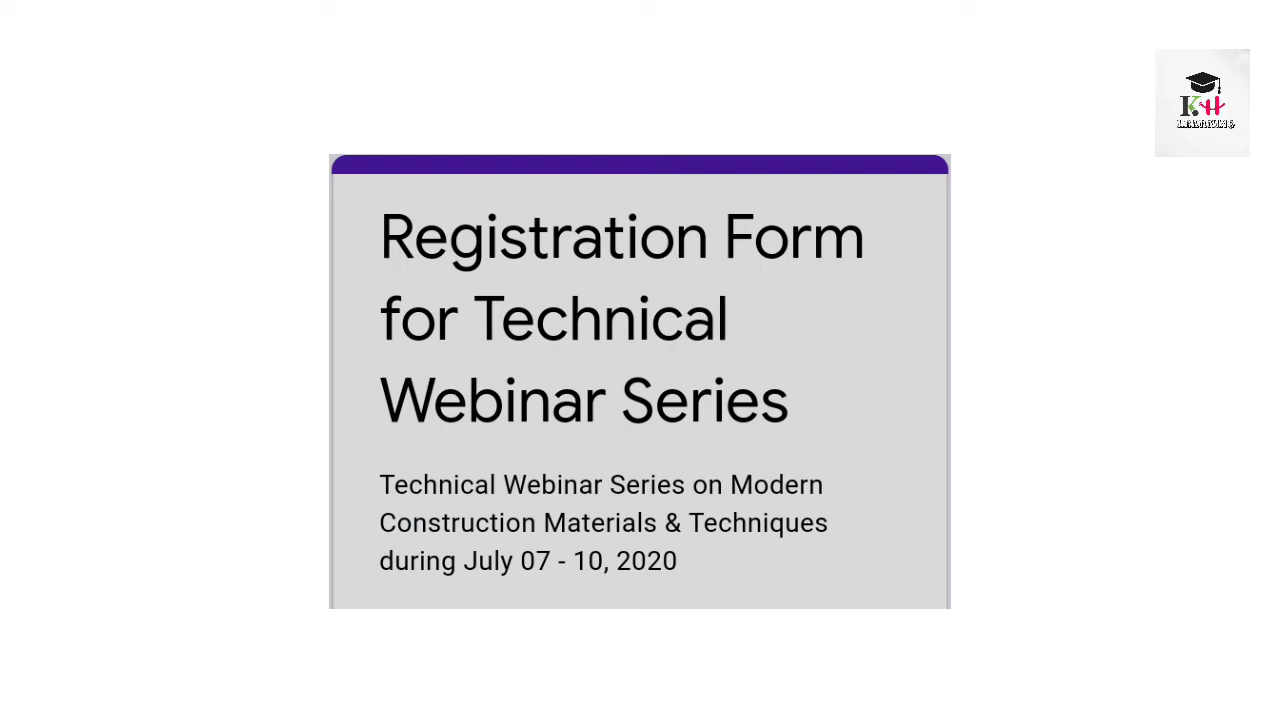 Registration Form
for Technical
Webinar Series
Technical Webinar Series on Modern
Construction Materials & Techniques
during July 07 - 10, 2020
KH